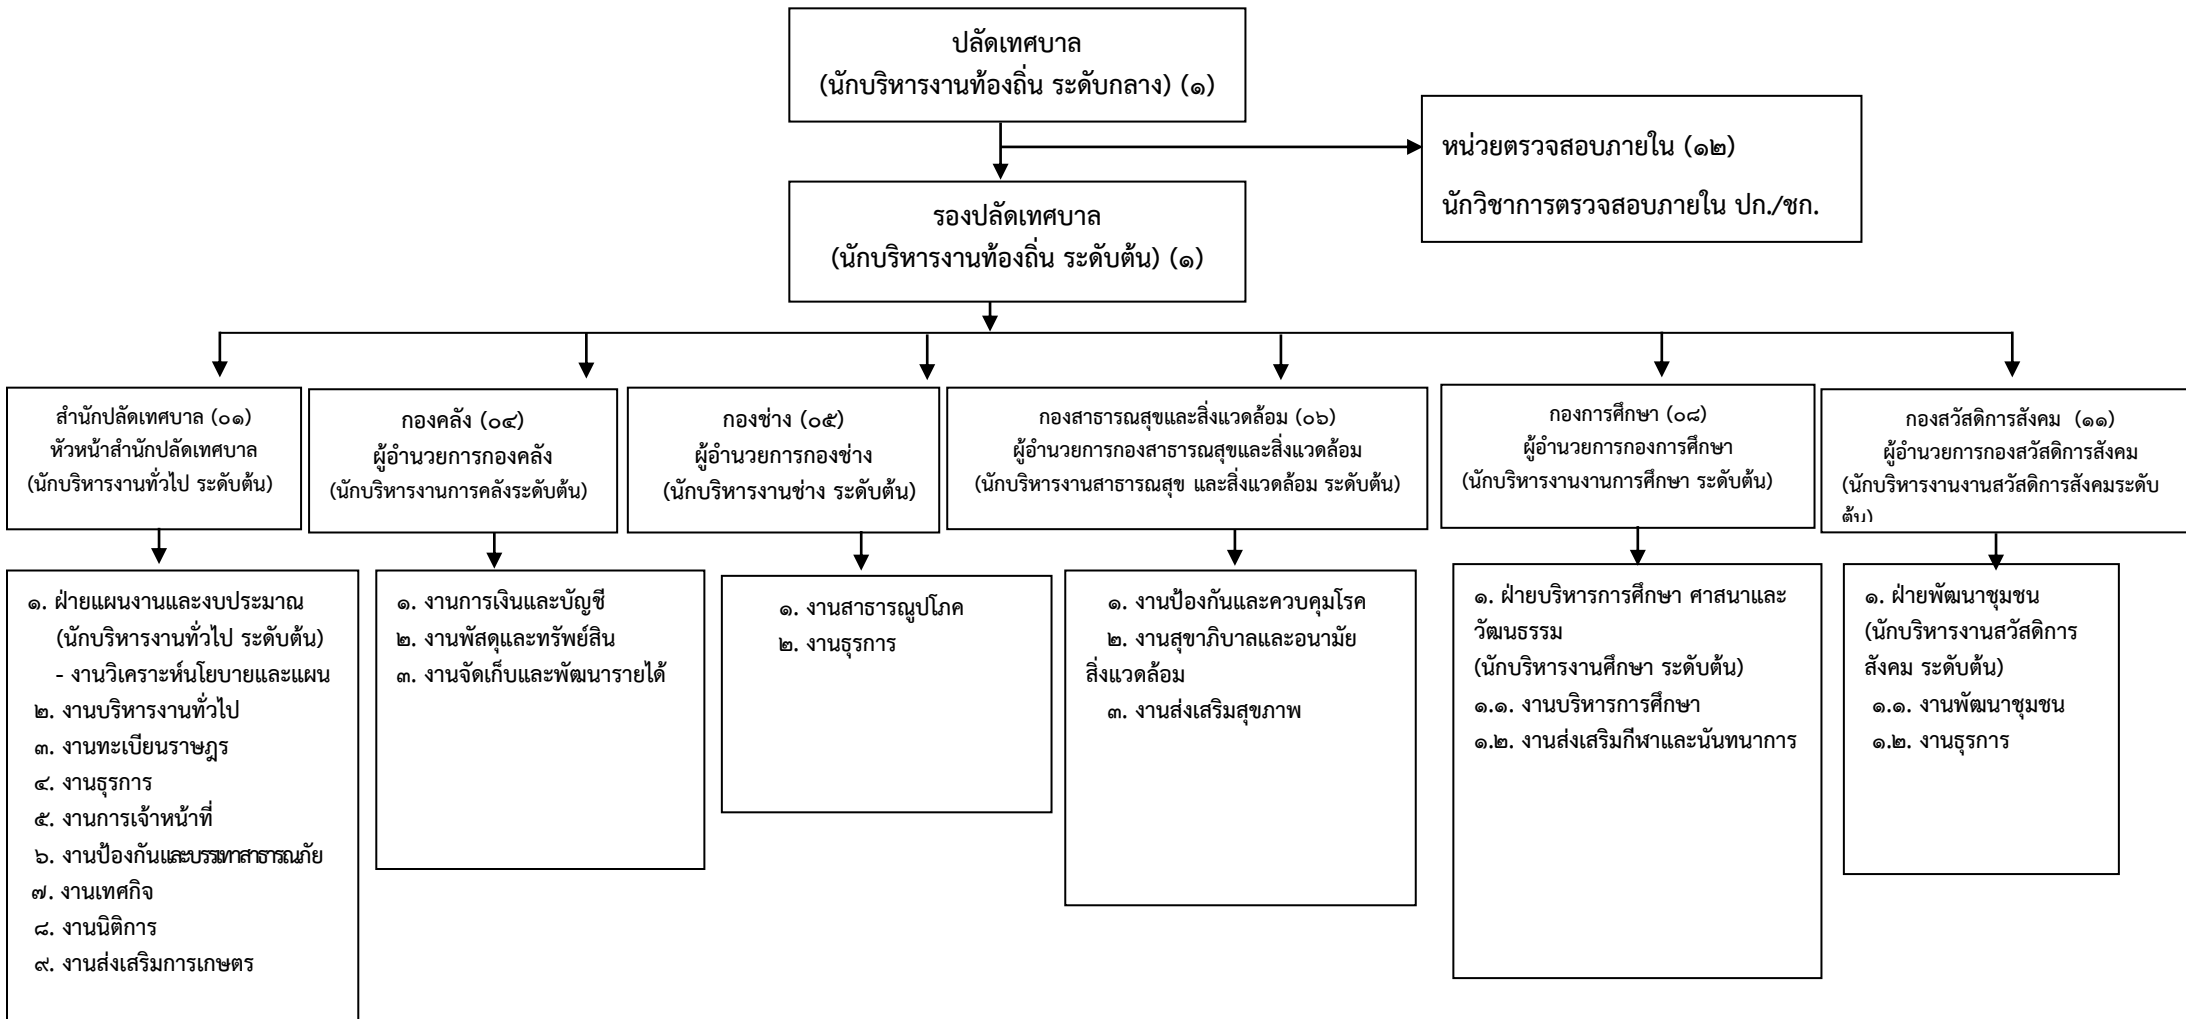 ปลัดเทศบาล
(นักบริหารงานท้องถิ่น ระดับกลาง) (๑)
หน่วยตรวจสอบภายใน (๑๒)
นักวิชาการตรวจสอบภายใน ปก./ชก.
รองปลัดเทศบาล
(นักบริหารงานท้องถิ่น ระดับต้น) (๑)
สำนักปลัดเทศบาล (๐๑)
หัวหน้าสำนักปลัดเทศบาล
(นักบริหารงานทั่วไป ระดับต้น)
กองคลัง (๐๔)
ผู้อำนวยการกองคลัง
(นักบริหารงานการคลังระดับต้น)
กองช่าง (๐๕)
ผู้อำนวยการกองช่าง
(นักบริหารงานช่าง ระดับต้น)
กองสาธารณสุขและสิ่งแวดล้อม (๐๖)
ผู้อำนวยการกองสาธารณสุขและสิ่งแวดล้อม
(นักบริหารงานสาธารณสุข และสิ่งแวดล้อม ระดับต้น)
กองการศึกษา (๐๘)
ผู้อำนวยการกองการศึกษา
(นักบริหารงานงานการศึกษา ระดับต้น)
กองสวัสดิการสังคม (๑๑)
ผู้อำนวยการกองสวัสดิการสังคม
(นักบริหารงานงานสวัสดิการสังคมระดับ
ต้น)
๑. ฝ่ายแผนงานและงบประมาณ
(นักบริหารงานทั่วไป ระดับต้น)
- งานวิเคราะห์นโยบายและแผน
๒. งานบริหารงานทั่วไป
๓. งานทะเบียนราษฎร
๔. งานธุรการ
๕. งานการเจ้าหน้าที่
๖. งานป้องกันและบรรเทาสาธารณภัย
๗. งานเทศกิจ
๘. งานนิติการ
๙. งานส่งเสริมการเกษตร
๑. งานการเงินและบัญชี
๒. งานพัสดุและทรัพย์สิน
๓. งานจัดเก็บและพัฒนารายได้
๑. งานสาธารณูปโภค
๒. งานธุรการ
๑. งานป้องกันและควบคุมโรค
๒. งานสุขาภิบาลและอนามัย
สิ่งแวดล้อม
๓. งานส่งเสริมสุขภาพ
๑. ฝ่ายบริหารการศึกษา ศาสนาและ
วัฒนธรรม
(นักบริหารงานศึกษา ระดับต้น)
๑.๑. งานบริหารการศึกษา
๑.๒. งานส่งเสริมกีฬาและนันทนาการ
๑. ฝ่ายพัฒนาชุมชน
(นักบริหารงานสวัสดิการ
สังคม ระดับต้น)
๑.๑. งานพัฒนาชุมชน
๑.๒. งานธุรการ